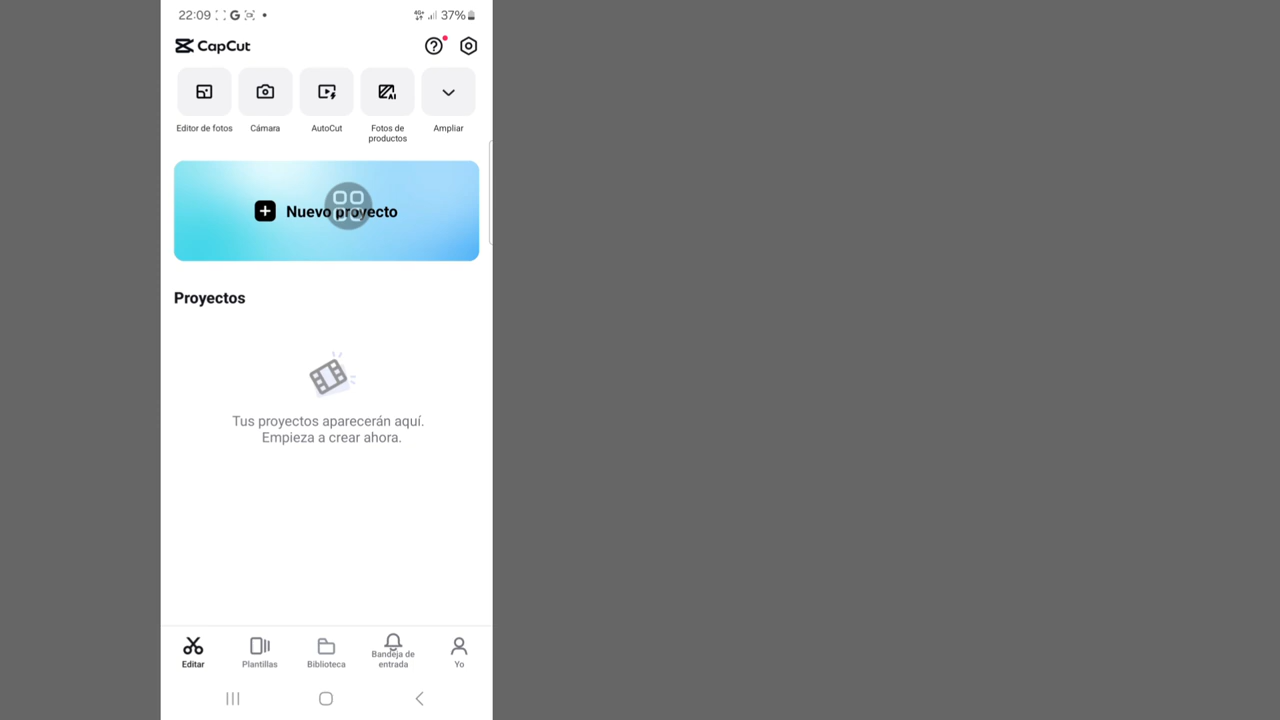 22:09 G 4G+ 37%
CapCut
Editor de fotos Cámara AutoCut Fotos de productos Ampliar
Nuevo proyecto
Proyectos
Tus proyectos aparecerán aquí.
Empieza a crear ahora.
Editar Plantillas Biblioteca Bandeja de entrada Yo